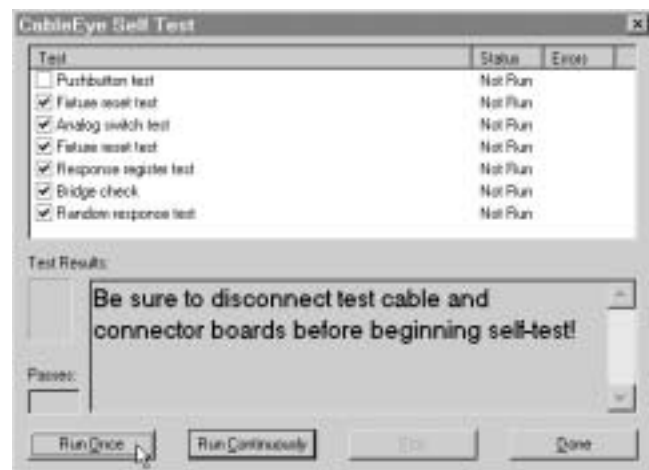 CableEye Self Test
Test Status Errors
Pushbutton test Not Run
Fixture reset test Not Run
Analog switch test Not Run
Fixture reset test Not Run
Response register test Not Run
Bridge check Not Run
Random response test Not Run
Test Results:
Be sure to disconnect test cable and
connector boards before beginning self-test!
Passes:
Run Once Run Continuously Done